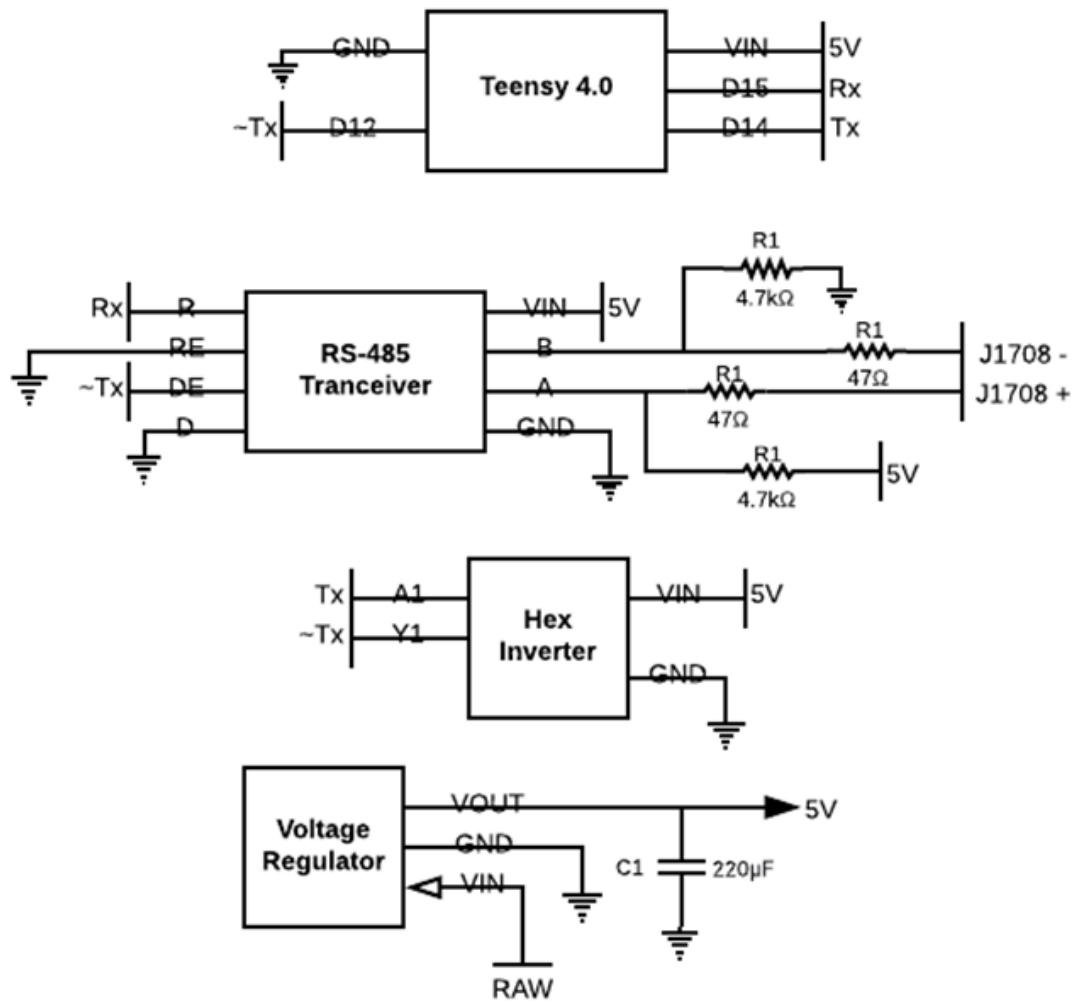 GND
VIN
5V
Teensy 4.0
D15
Rx
~Tx
D12
D14
Tx
R1
4.7kΩ
Rx
R
VIN
5V
RE
RS-485
Tranceiver
B
R1
47Ω
J1708 -
~Tx
DE
A
R1
47Ω
J1708 +
D
GND
R1
4.7kΩ
5V
Tx
A1
Hex
Inverter
VIN
5V
~Tx
Y1
GND
Voltage
Regulator
VOUT
5V
GND
C1
220µF
VIN
RAW